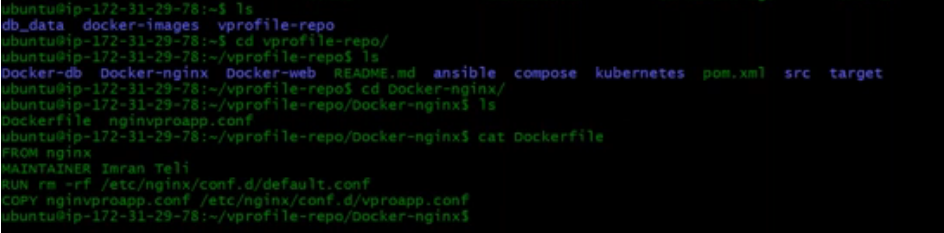 ubuntu@ip-172-31-29-78:~$ ls
db_data docker-images vprofile-repo
ubuntu@ip-172-31-29-78:~$ cd vprofile-repo/
ubuntu@ip-172-31-29-78:~/vprofile-repo$ ls
Docker-db Docker-nginx Docker-web README.md ansible compose kubernetes pom.xml src target
ubuntu@ip-172-31-29-78:~/vprofile-repo$ cd Docker-nginx/
ubuntu@ip-172-31-29-78:~/vprofile-repo/Docker-nginx$ ls
Dockerfile nginvproapp.conf
ubuntu@ip-172-31-29-78:~/vprofile-repo/Docker-nginx$ cat Dockerfile
FROM nginx
MAINTAINER Imran Teli
RUN rm -rf /etc/nginx/conf.d/default.conf
COPY nginvproapp.conf /etc/nginx/conf.d/vproapp.conf
ubuntu@ip-172-31-29-78:~/vprofile-repo/Docker-nginx$